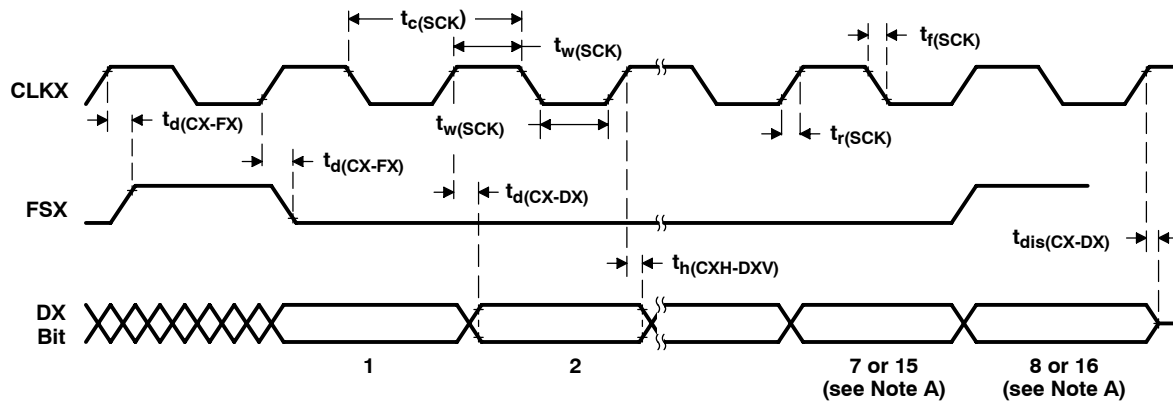 tc(SCK)
tw(SCK)
tf(SCK)
CLKX
td(CX-FX)
tw(SCK)
tr(SCK)
td(CX-FX)
td(CX-DX)
FSX
tdis(CX-DX)
th(CXH-DXV)
DX
Bit
1
2
7 or 15
(see Note A)
8 or 16
(see Note A)